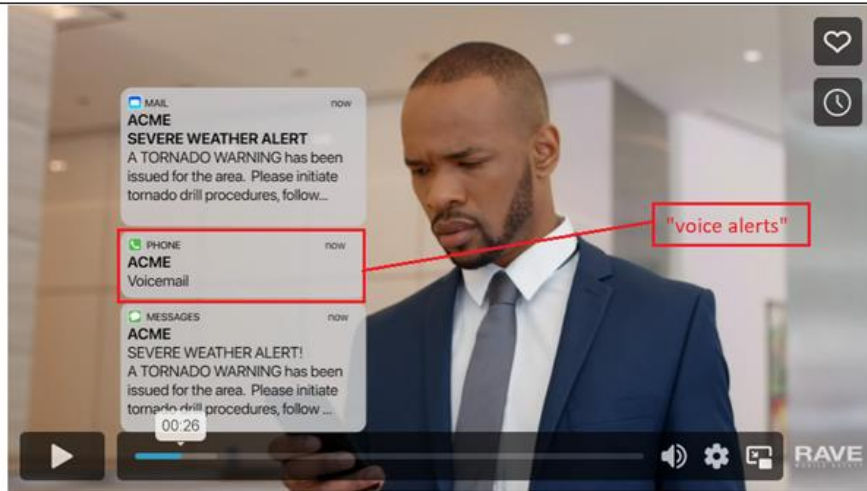 MAIL now
ACME
SEVERE WEATHER ALERT
A TORNADO WARNING has been
issued for the area. Please initiate
tornado drill procedures, follow...
PHONE now
ACME
Voicemail
"voice alerts"
MESSAGES now
ACME
SEVERE WEATHER ALERT!
A TORNADO WARNING has been
issued for the area. Please initiate
tornado drill procedures, follow ...
00:26
RAVE
MOBILE SAFETY